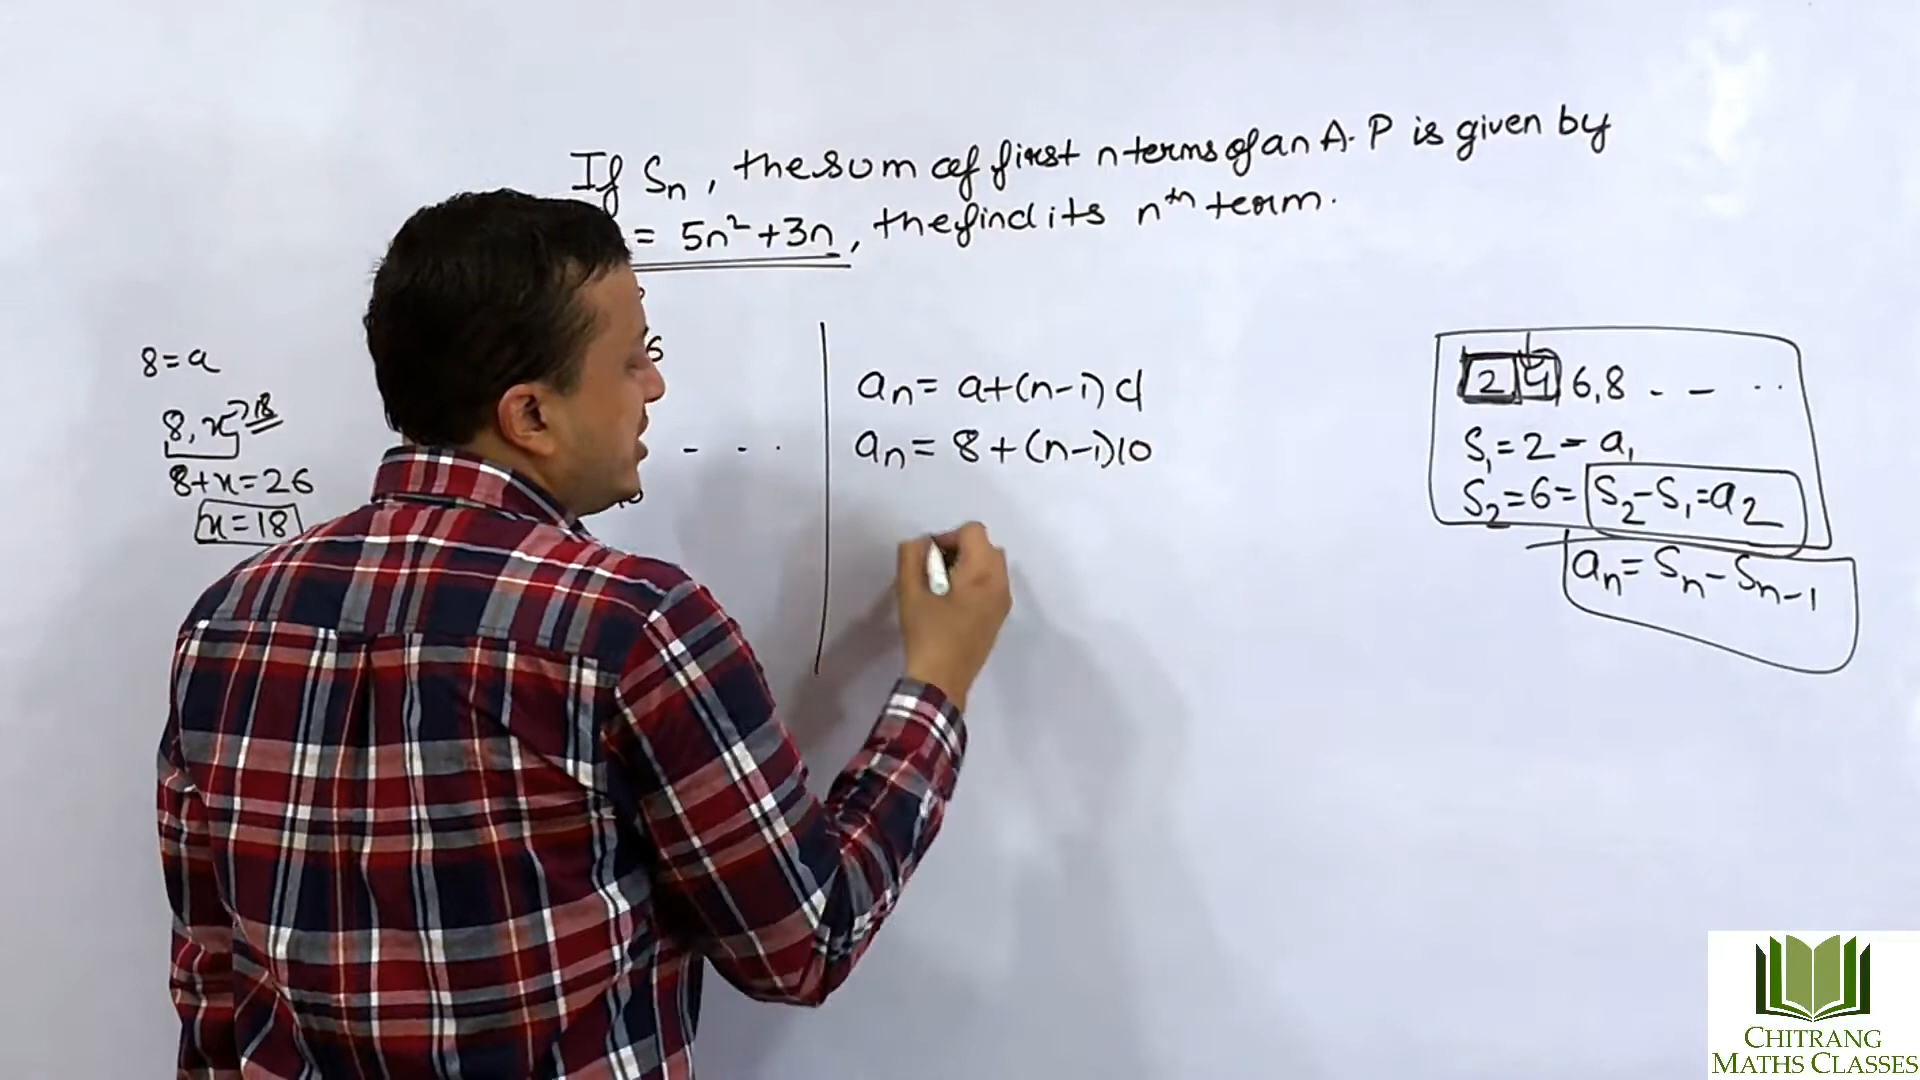 If Sn, the sum of first n terms of an A.P is given by
= 5n²+3n, the find its nth term.
8=a
8, x → 18
8+x=26
x=18
6
- - ·
an = a+(n-1)d
an = 8+(n-1)10
2 4 6,8 - - ··
S₁=2-a₁
S₂=6= S₂-S₁=a₂
an = Sn - Sn-1
CHITRANG
MATHS CLASSES